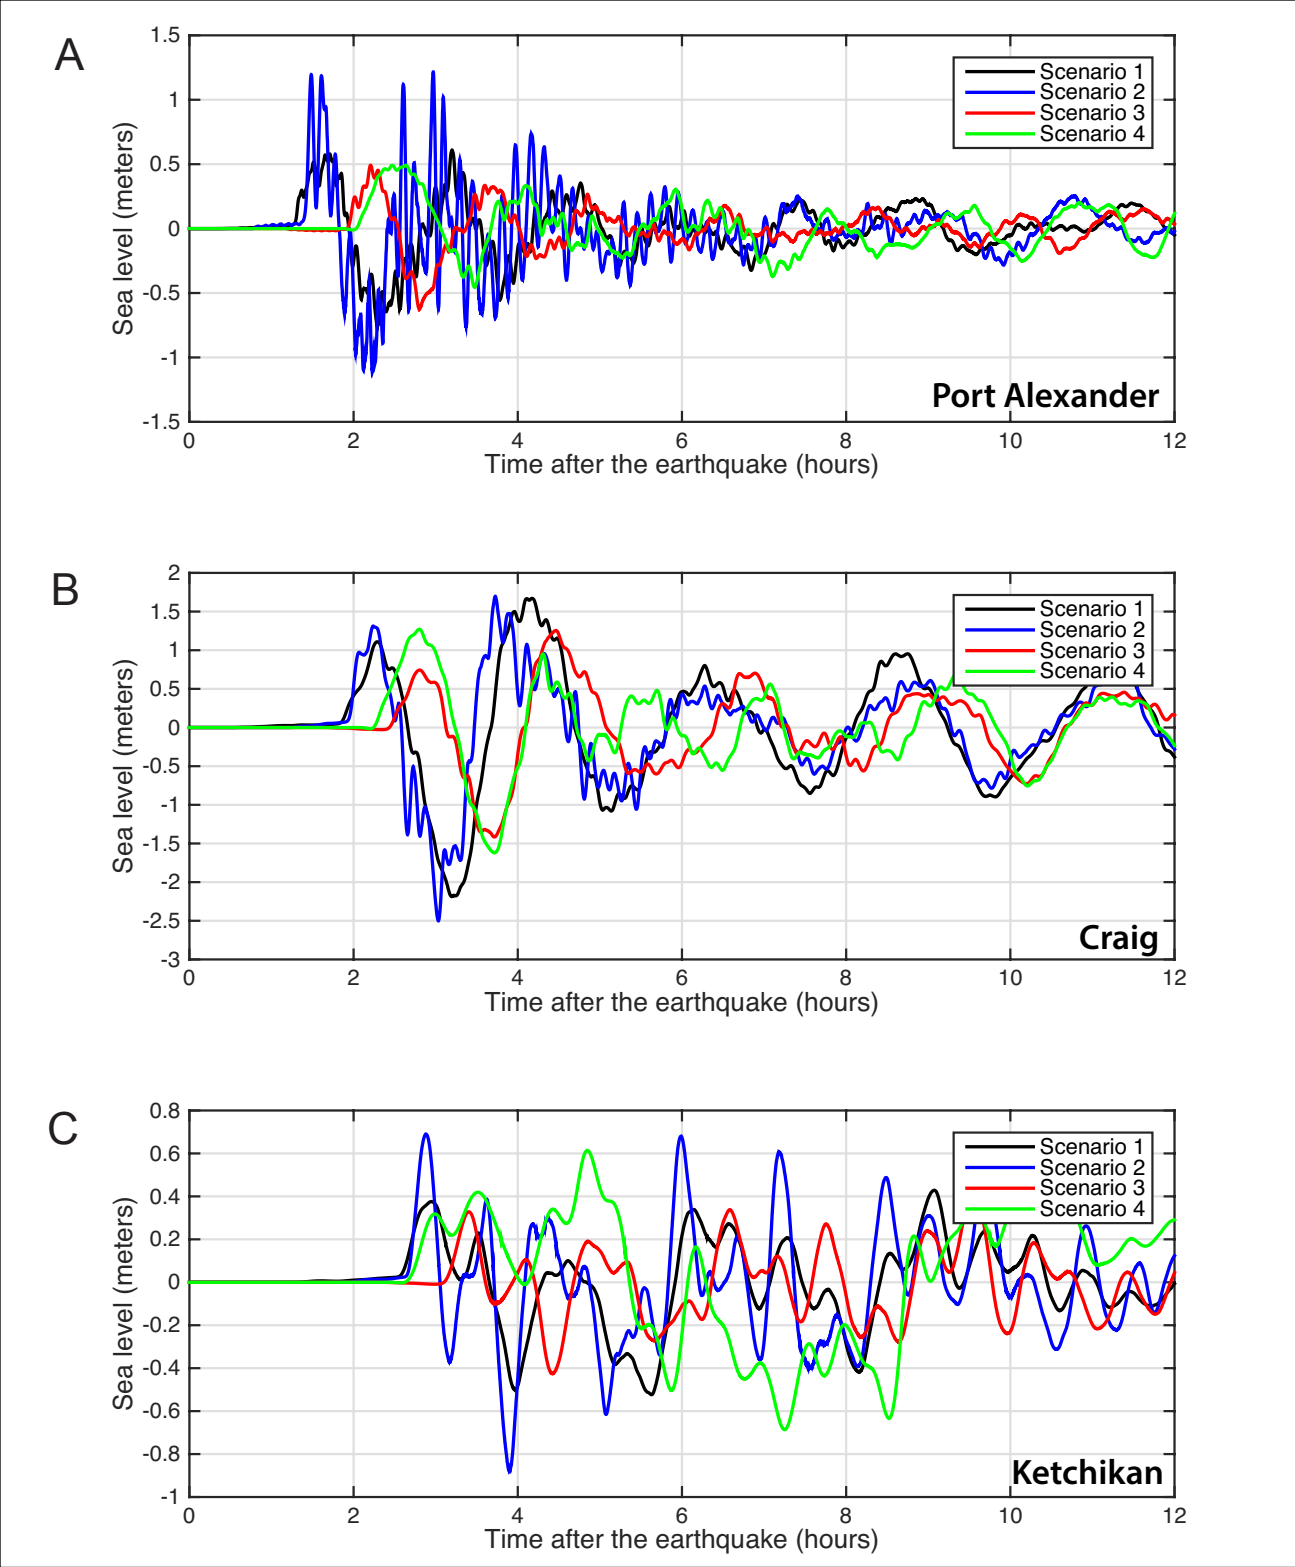 A
1.5
1
0.5
0
-0.5
-1
-1.5
Sea level (meters)
Scenario 1
Scenario 2
Scenario 3
Scenario 4
Port Alexander
0 2 4 6 8 10 12
Time after the earthquake (hours)
B
2
1.5
1
0.5
0
-0.5
-1
-1.5
-2
-2.5
-3
Sea level (meters)
Scenario 1
Scenario 2
Scenario 3
Scenario 4
Craig
0 2 4 6 8 10 12
Time after the earthquake (hours)
C
0.8
0.6
0.4
0.2
0
-0.2
-0.4
-0.6
-0.8
-1
Sea level (meters)
Scenario 1
Scenario 2
Scenario 3
Scenario 4
Ketchikan
0 2 4 6 8 10 12
Time after the earthquake (hours)